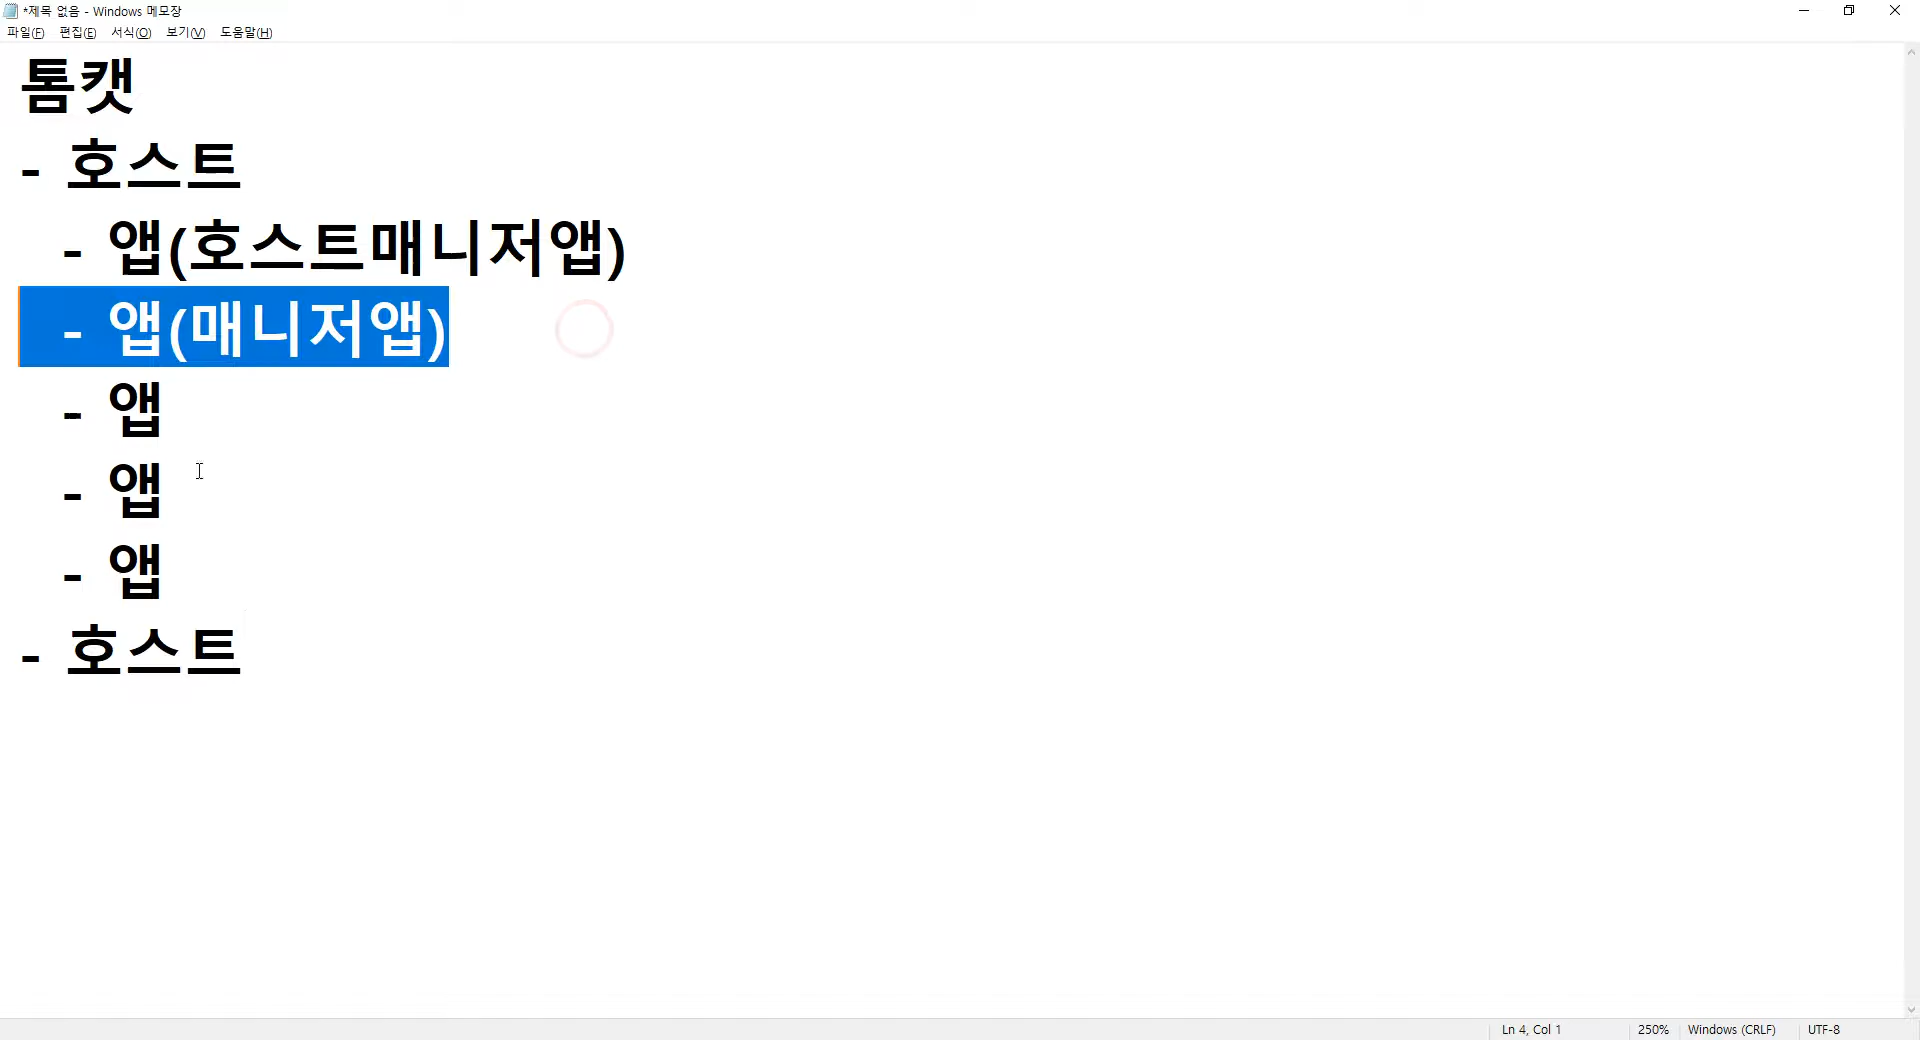 *제목 없음 - Windows 메모장
파일(F) 편집(E) 서식(O) 보기(V) 도움말(H)
톰캣
- 호스트
- 앱(호스트매니저앱)
- 앱(매니저앱)
- 앱
- 앱
- 앱
- 호스트
Ln 4, Col 1 250% Windows (CRLF) UTF-8